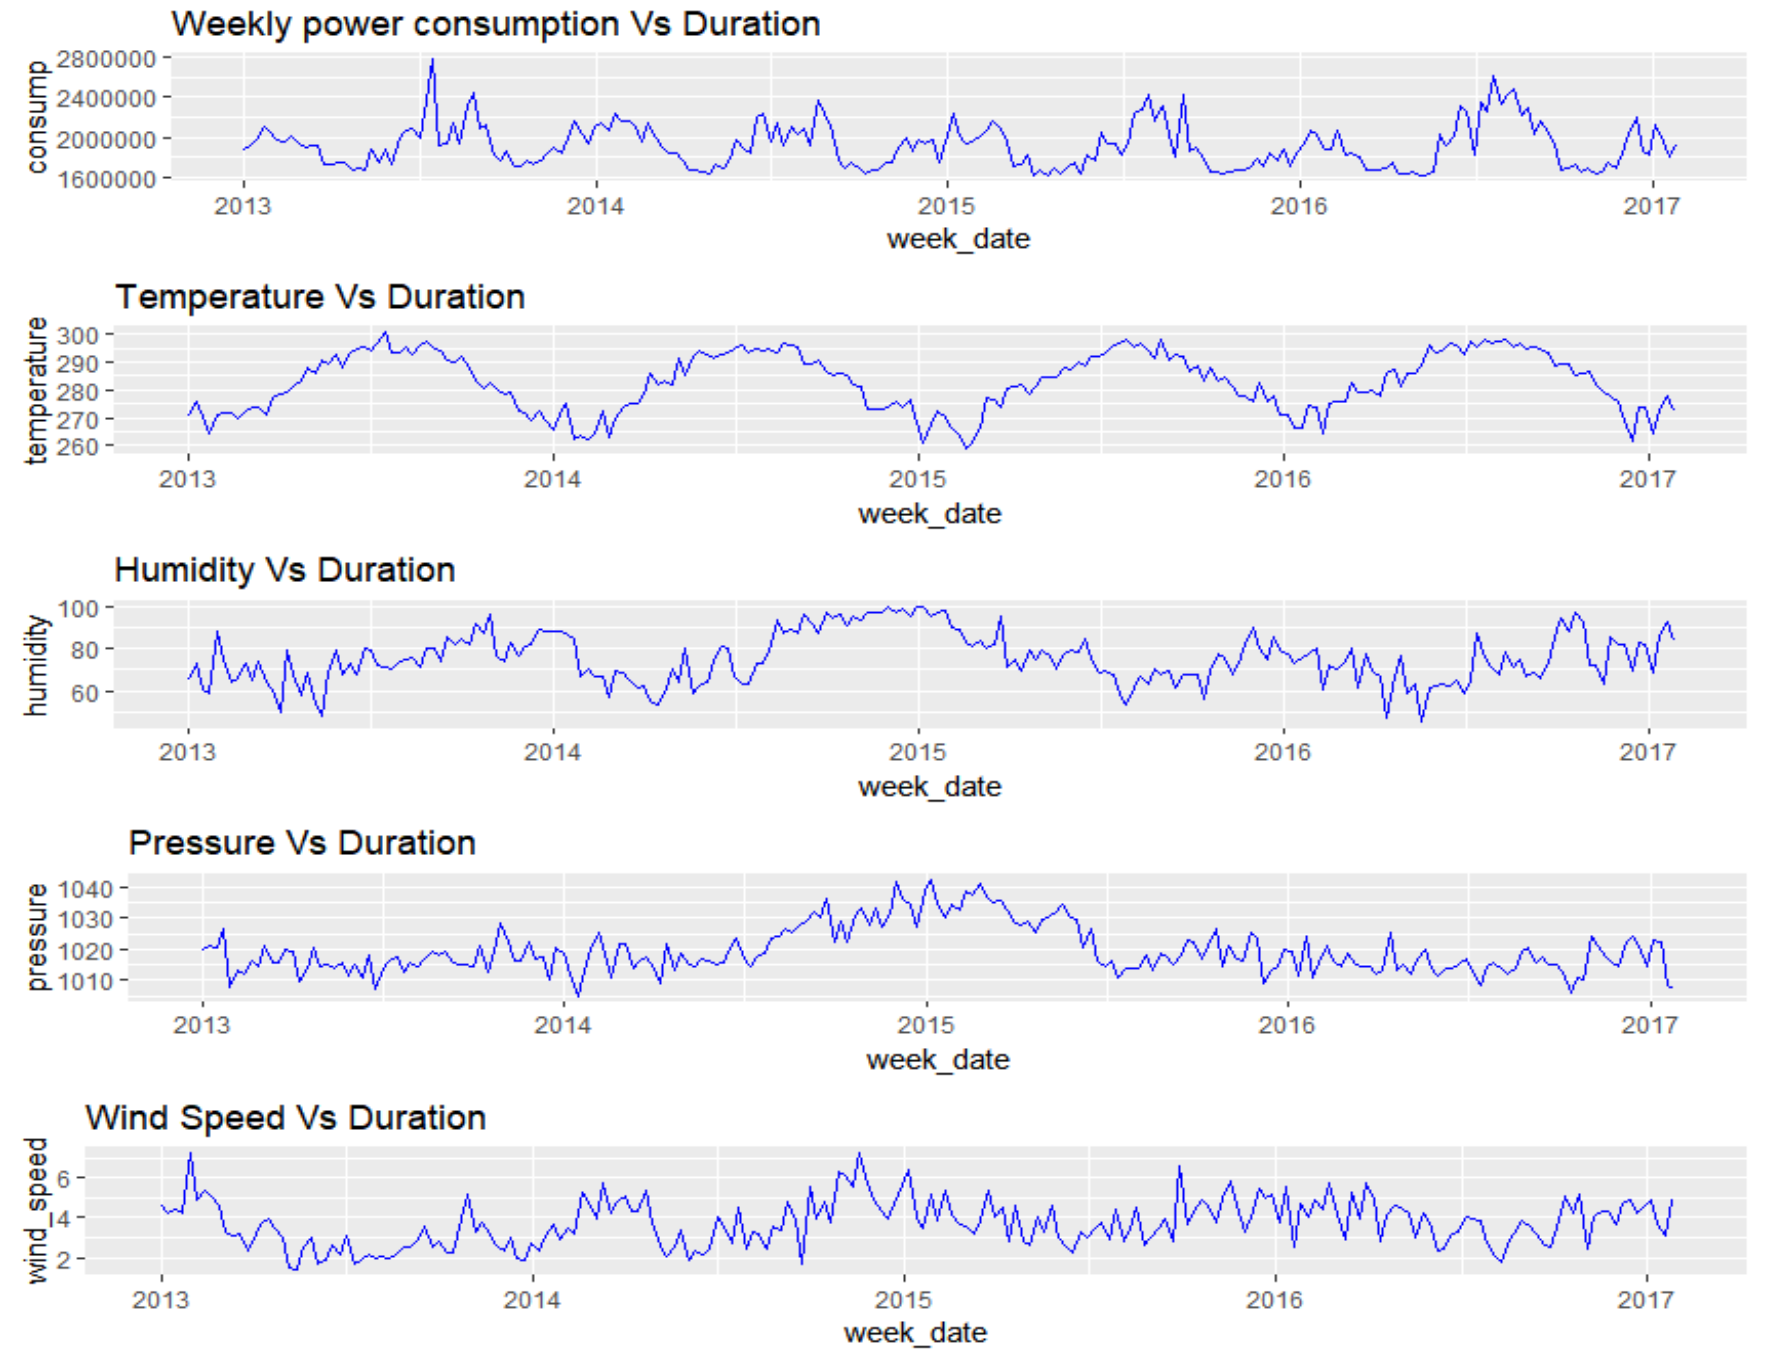 Weekly power consumption Vs Duration
consump
2800000
2400000
2000000
1600000
2013 2014 2015 2016 2017
week_date
Temperature Vs Duration
temperature
300
290
280
270
260
2013 2014 2015 2016 2017
week_date
Humidity Vs Duration
humidity
100
80
60
2013 2014 2015 2016 2017
week_date
Pressure Vs Duration
pressure
1040
1030
1020
1010
2013 2014 2015 2016 2017
week_date
Wind Speed Vs Duration
wind_speed
6
4
2
2013 2014 2015 2016 2017
week_date